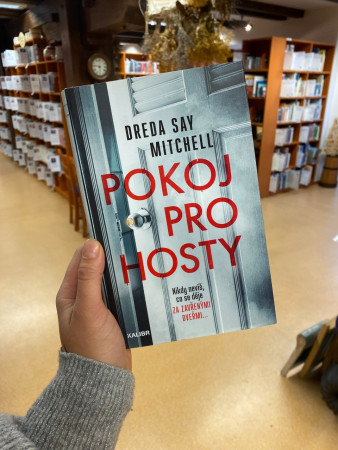 DREDA SAY
MITCHELL
POKOJ
PRO
HOSTY
Nikdy nevíš,
co se děje
ZA ZAVŘENÝMI
DVEŘMI...
KALIBR